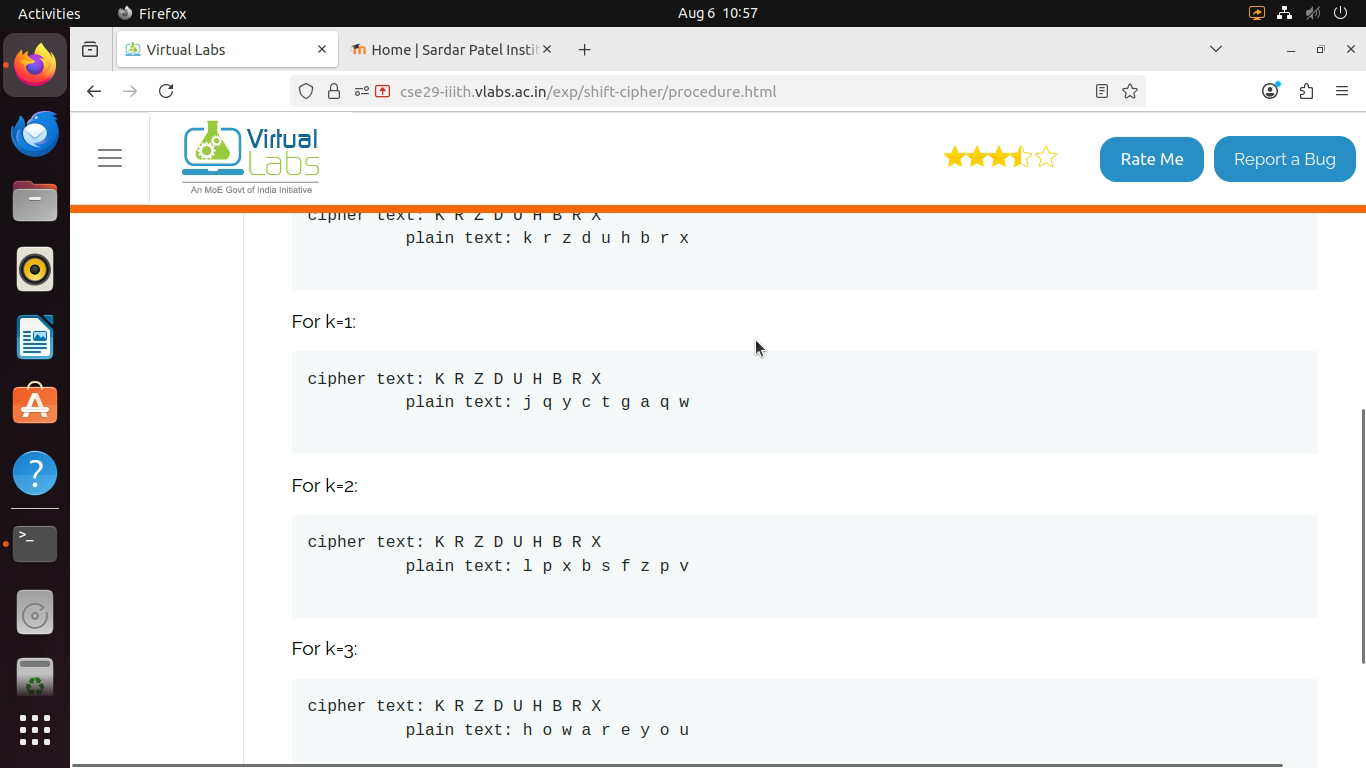 Activities
Firefox
Aug 6 10:57
Virtual Labs
Home | Sardar Patel Insti
cse29-iiith.vlabs.ac.in/exp/shift-cipher/procedure.html
Virtual
Labs
An MoE Govt of India Initiative
Rate Me
Report a Bug
cipher text: K R Z D U H B R X
plain text: k r z d u h b r x
For k=1:
cipher text: K R Z D U H B R X
plain text: j q y c t g a q w
For k=2:
cipher text: K R Z D U H B R X
plain text: l p x b s f z p v
For k=3:
cipher text: K R Z D U H B R X
plain text: h o w a r e y o u